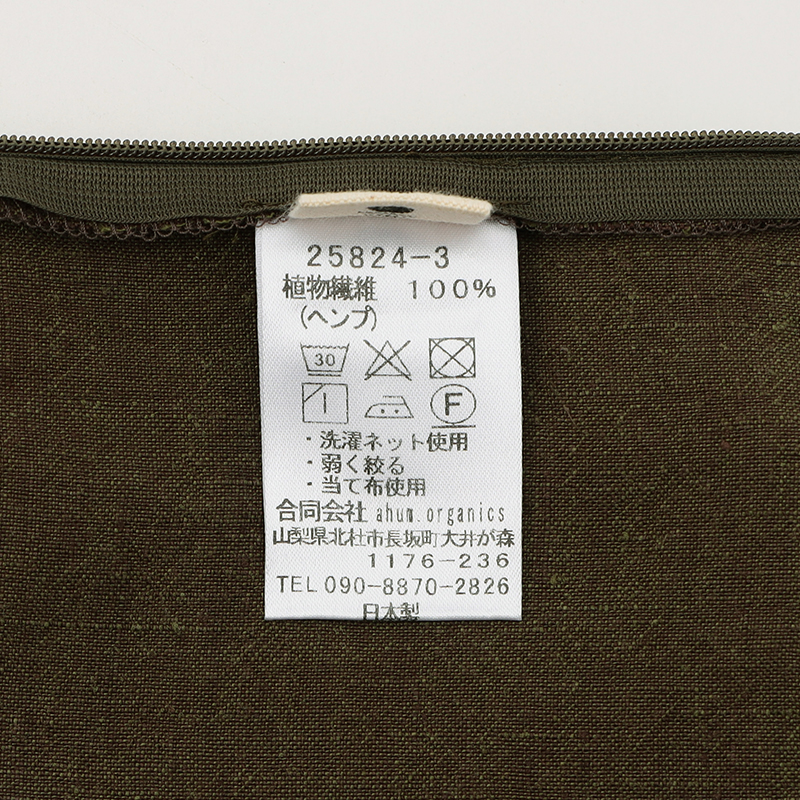 25824-3
植物繊維 100%
(ヘンプ)
30
F
・洗濯ネット使用
・弱く絞る
・当て布使用
合同会社 ahum.organics
山梨県北杜市長坂町大井が森
1176-236
TEL 090-8870-2826
日本製